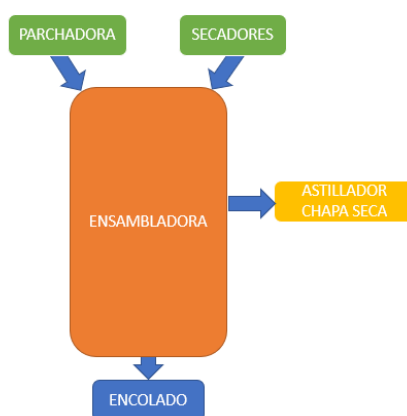 PARCHADORA
SECADORES
ENSAMBLADORA
ASTILLADOR
CHAPA SECA
ENCOLADO